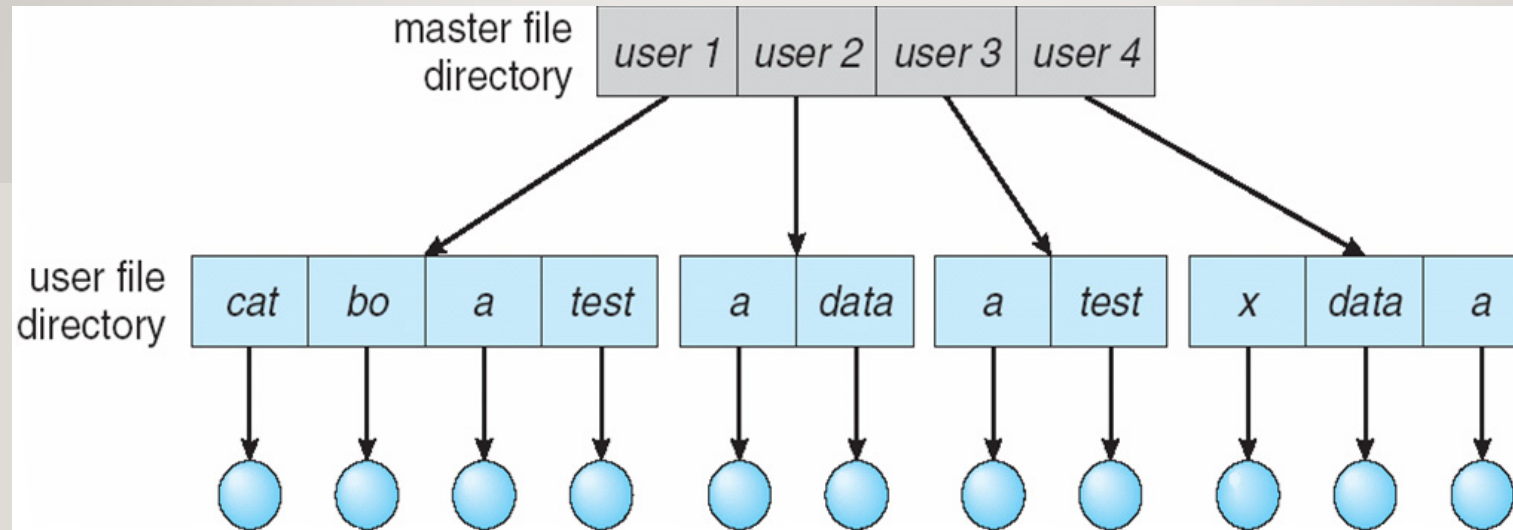 master file directory
user 1 user 2 user 3 user 4
user file directory
cat bo a test a data a test x data a